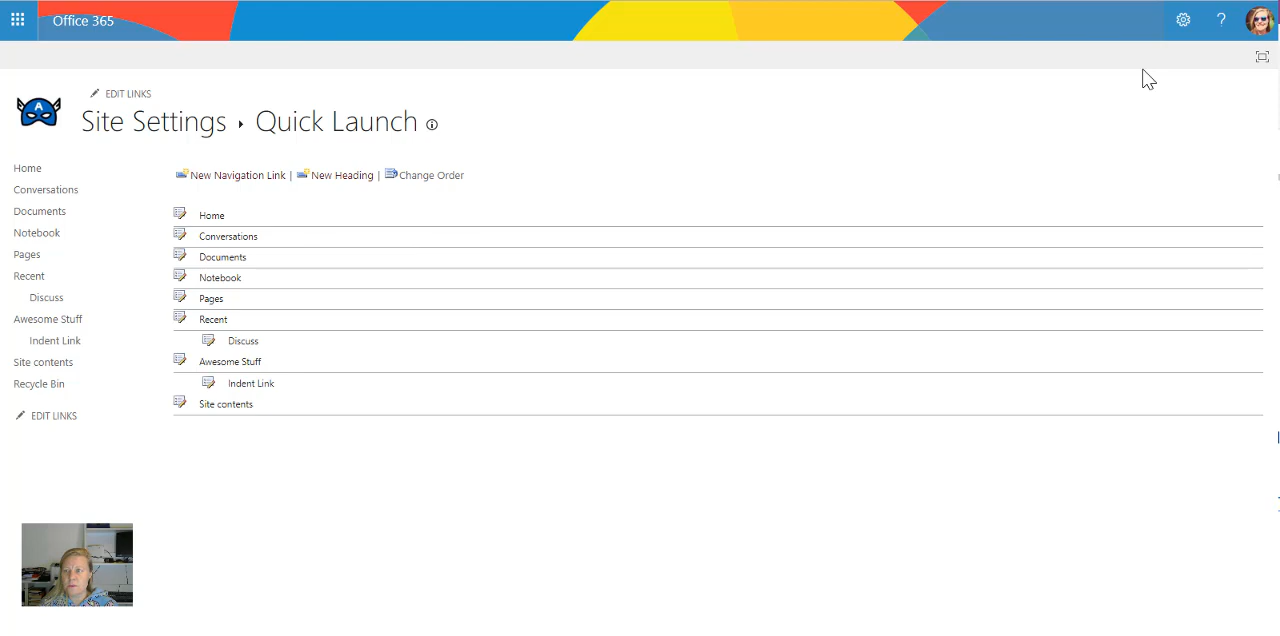 Office 365
?
EDIT LINKS
A
Site Settings ▸ Quick Launch
Home
Conversations
Documents
Notebook
Pages
Recent
Discuss
Awesome Stuff
Indent Link
Site contents
Recycle Bin
EDIT LINKS
New Navigation Link | New Heading | Change Order
Home
Conversations
Documents
Notebook
Pages
Recent
Discuss
Awesome Stuff
Indent Link
Site contents